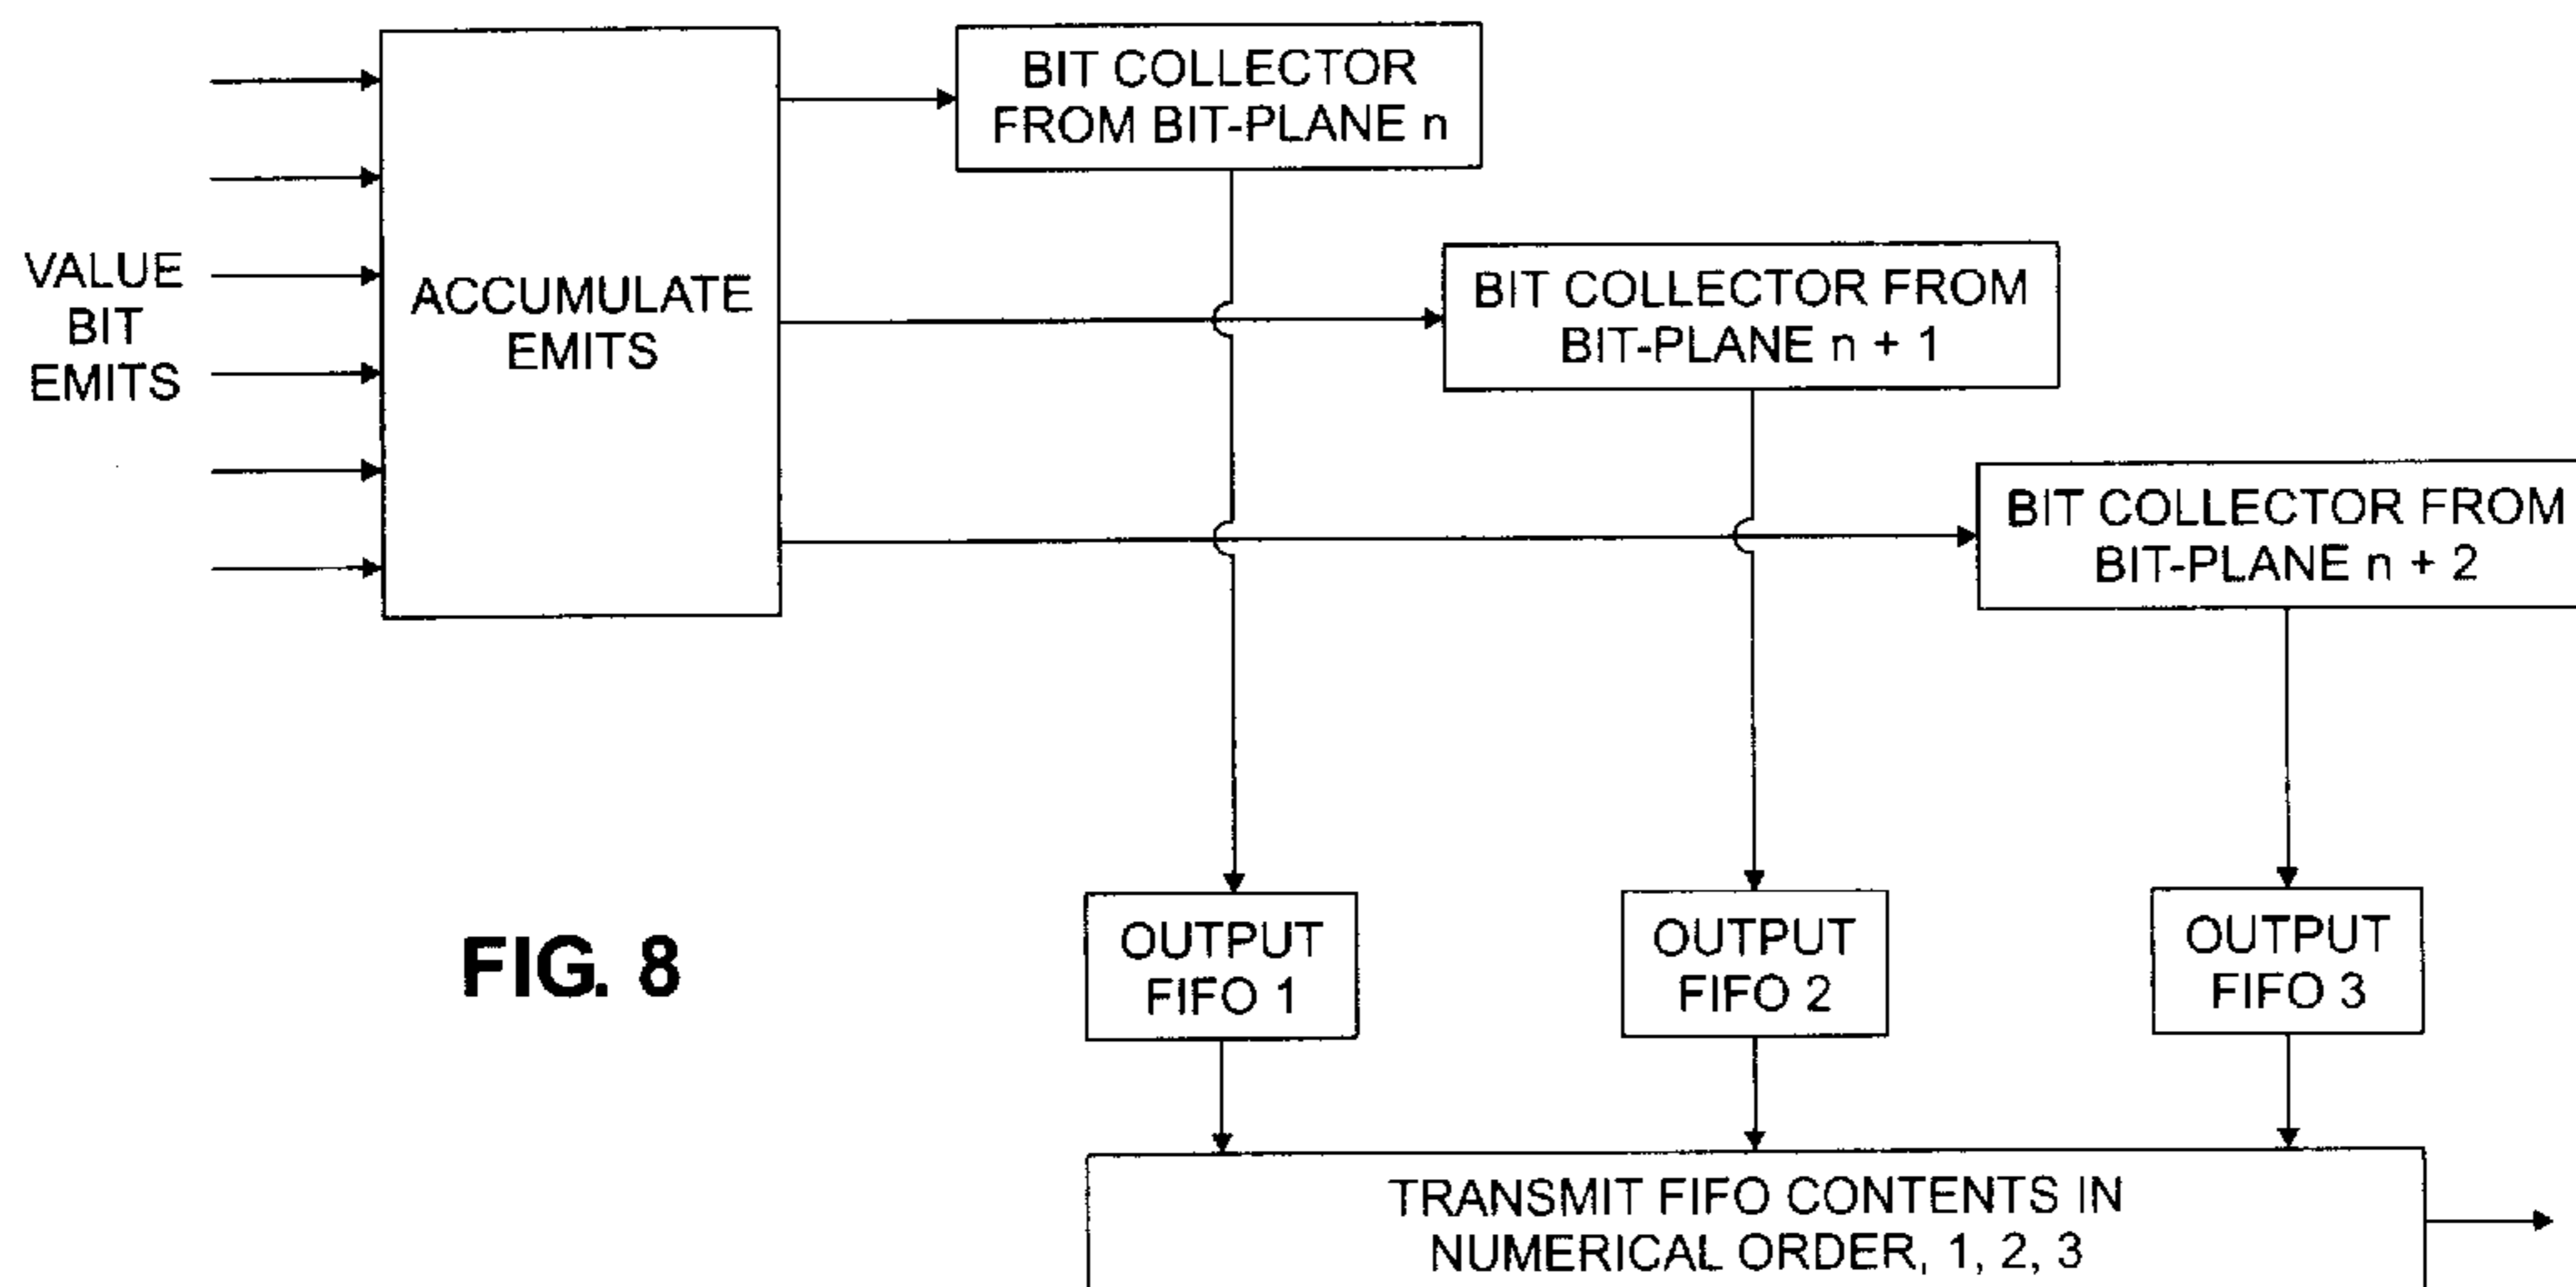 BIT COLLECTOR
FROM BIT-PLANE n
VALUE
BIT
EMITS
ACCUMULATE
EMITS
BIT COLLECTOR FROM
BIT-PLANE n + 1
BIT COLLECTOR FROM
BIT-PLANE n + 2
FIG. 8
OUTPUT
FIFO 1
OUTPUT
FIFO 2
OUTPUT
FIFO 3
TRANSMIT FIFO CONTENTS IN
NUMERICAL ORDER, 1, 2, 3